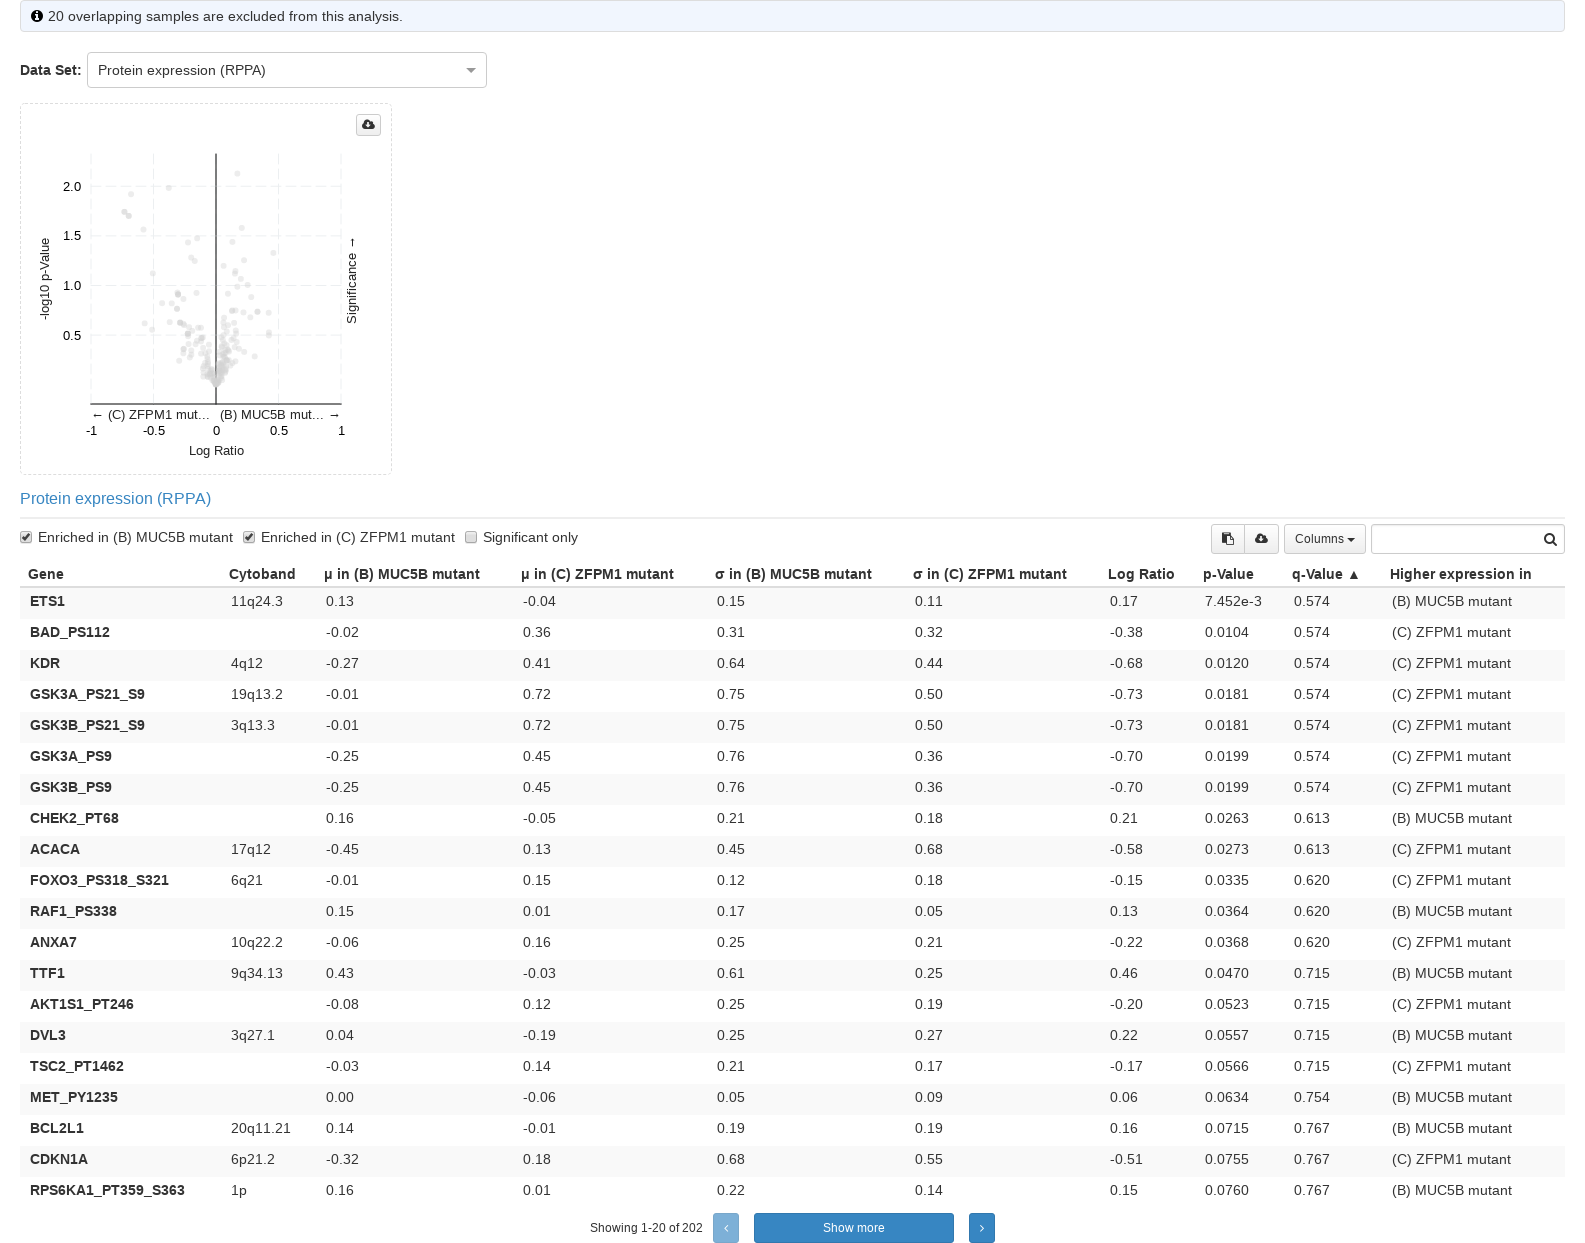 20 overlapping samples are excluded from this analysis.
Data Set: Protein expression (RPPA)
2.0
1.5
1.0
0.5
-log10 p-Value
Significance →
← (C) ZFPM1 mut... (B) MUC5B mut... →
-1 -0.5 0 0.5 1
Log Ratio
Protein expression (RPPA)
Enriched in (B) MUC5B mutant Enriched in (C) ZFPM1 mutant Significant only Columns
Gene Cytoband μ in (B) MUC5B mutant μ in (C) ZFPM1 mutant σ in (B) MUC5B mutant σ in (C) ZFPM1 mutant Log Ratio p-Value q-Value ▲ Higher expression in
ETS1 11q24.3 0.13 -0.04 0.15 0.11 0.17 7.452e-3 0.574 (B) MUC5B mutant
BAD_PS112 -0.02 0.36 0.31 0.32 -0.38 0.0104 0.574 (C) ZFPM1 mutant
KDR 4q12 -0.27 0.41 0.64 0.44 -0.68 0.0120 0.574 (C) ZFPM1 mutant
GSK3A_PS21_S9 19q13.2 -0.01 0.72 0.75 0.50 -0.73 0.0181 0.574 (C) ZFPM1 mutant
GSK3B_PS21_S9 3q13.3 -0.01 0.72 0.75 0.50 -0.73 0.0181 0.574 (C) ZFPM1 mutant
GSK3A_PS9 -0.25 0.45 0.76 0.36 -0.70 0.0199 0.574 (C) ZFPM1 mutant
GSK3B_PS9 -0.25 0.45 0.76 0.36 -0.70 0.0199 0.574 (C) ZFPM1 mutant
CHEK2_PT68 0.16 -0.05 0.21 0.18 0.21 0.0263 0.613 (B) MUC5B mutant
ACACA 17q12 -0.45 0.13 0.45 0.68 -0.58 0.0273 0.613 (C) ZFPM1 mutant
FOXO3_PS318_S321 6q21 -0.01 0.15 0.12 0.18 -0.15 0.0335 0.620 (C) ZFPM1 mutant
RAF1_PS338 0.15 0.01 0.17 0.05 0.13 0.0364 0.620 (B) MUC5B mutant
ANXA7 10q22.2 -0.06 0.16 0.25 0.21 -0.22 0.0368 0.620 (C) ZFPM1 mutant
TTF1 9q34.13 0.43 -0.03 0.61 0.25 0.46 0.0470 0.715 (B) MUC5B mutant
AKT1S1_PT246 -0.08 0.12 0.25 0.19 -0.20 0.0523 0.715 (C) ZFPM1 mutant
DVL3 3q27.1 0.04 -0.19 0.25 0.27 0.22 0.0557 0.715 (B) MUC5B mutant
TSC2_PT1462 -0.03 0.14 0.21 0.17 -0.17 0.0566 0.715 (C) ZFPM1 mutant
MET_PY1235 0.00 -0.06 0.05 0.09 0.06 0.0634 0.754 (B) MUC5B mutant
BCL2L1 20q11.21 0.14 -0.01 0.19 0.19 0.16 0.0715 0.767 (B) MUC5B mutant
CDKN1A 6p21.2 -0.32 0.18 0.68 0.55 -0.51 0.0755 0.767 (C) ZFPM1 mutant
RPS6KA1_PT359_S363 1p 0.16 0.01 0.22 0.14 0.15 0.0760 0.767 (B) MUC5B mutant
Showing 1-20 of 202 ‹ Show more ›